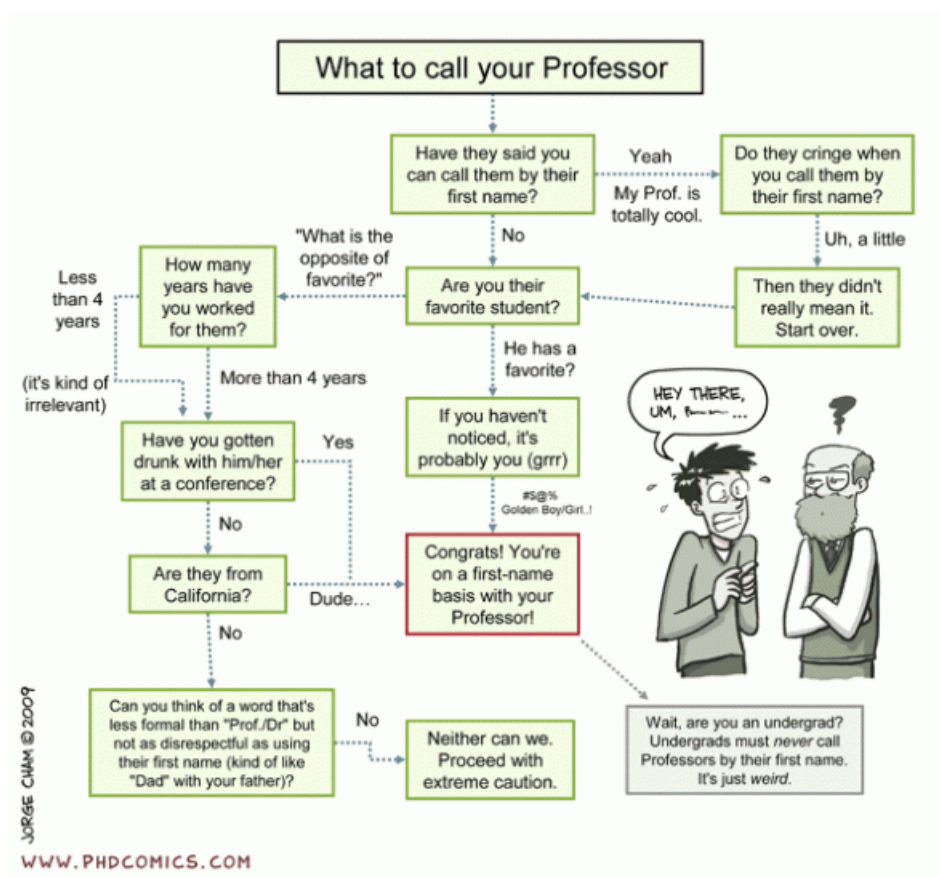 What to call your Professor
Have they said you
can call them by their
first name?
Yeah
My Prof. is
totally cool.
Do they cringe when
you call them by
their first name?
No
Uh, a little
"What is the
opposite of
favorite?"
How many
years have
you worked
for them?
Less
than 4
years
Are you their
favorite student?
Then they didn't
really mean it.
Start over.
He has a
favorite?
(it's kind of
irrelevant)
More than 4 years
HEY THERE,
UM, ...
?
If you haven't
noticed, it's
probably you (grrr)
Have you gotten
drunk with him/her
at a conference?
Yes
#$@%
Golden Boy/Girl..!
No
Congrats! You're
on a first-name
basis with your
Professor!
Are they from
California?
Dude...
No
Can you think of a word that's
less formal than "Prof./Dr" but
not as disrespectful as using
their first name (kind of like
"Dad" with your father)?
No
Neither can we.
Proceed with
extreme caution.
Wait, are you an undergrad?
Undergrads must never call
Professors by their first name.
It's just weird.
JORGE CHAM © 2009
WWW.PHDCOMICS.COM